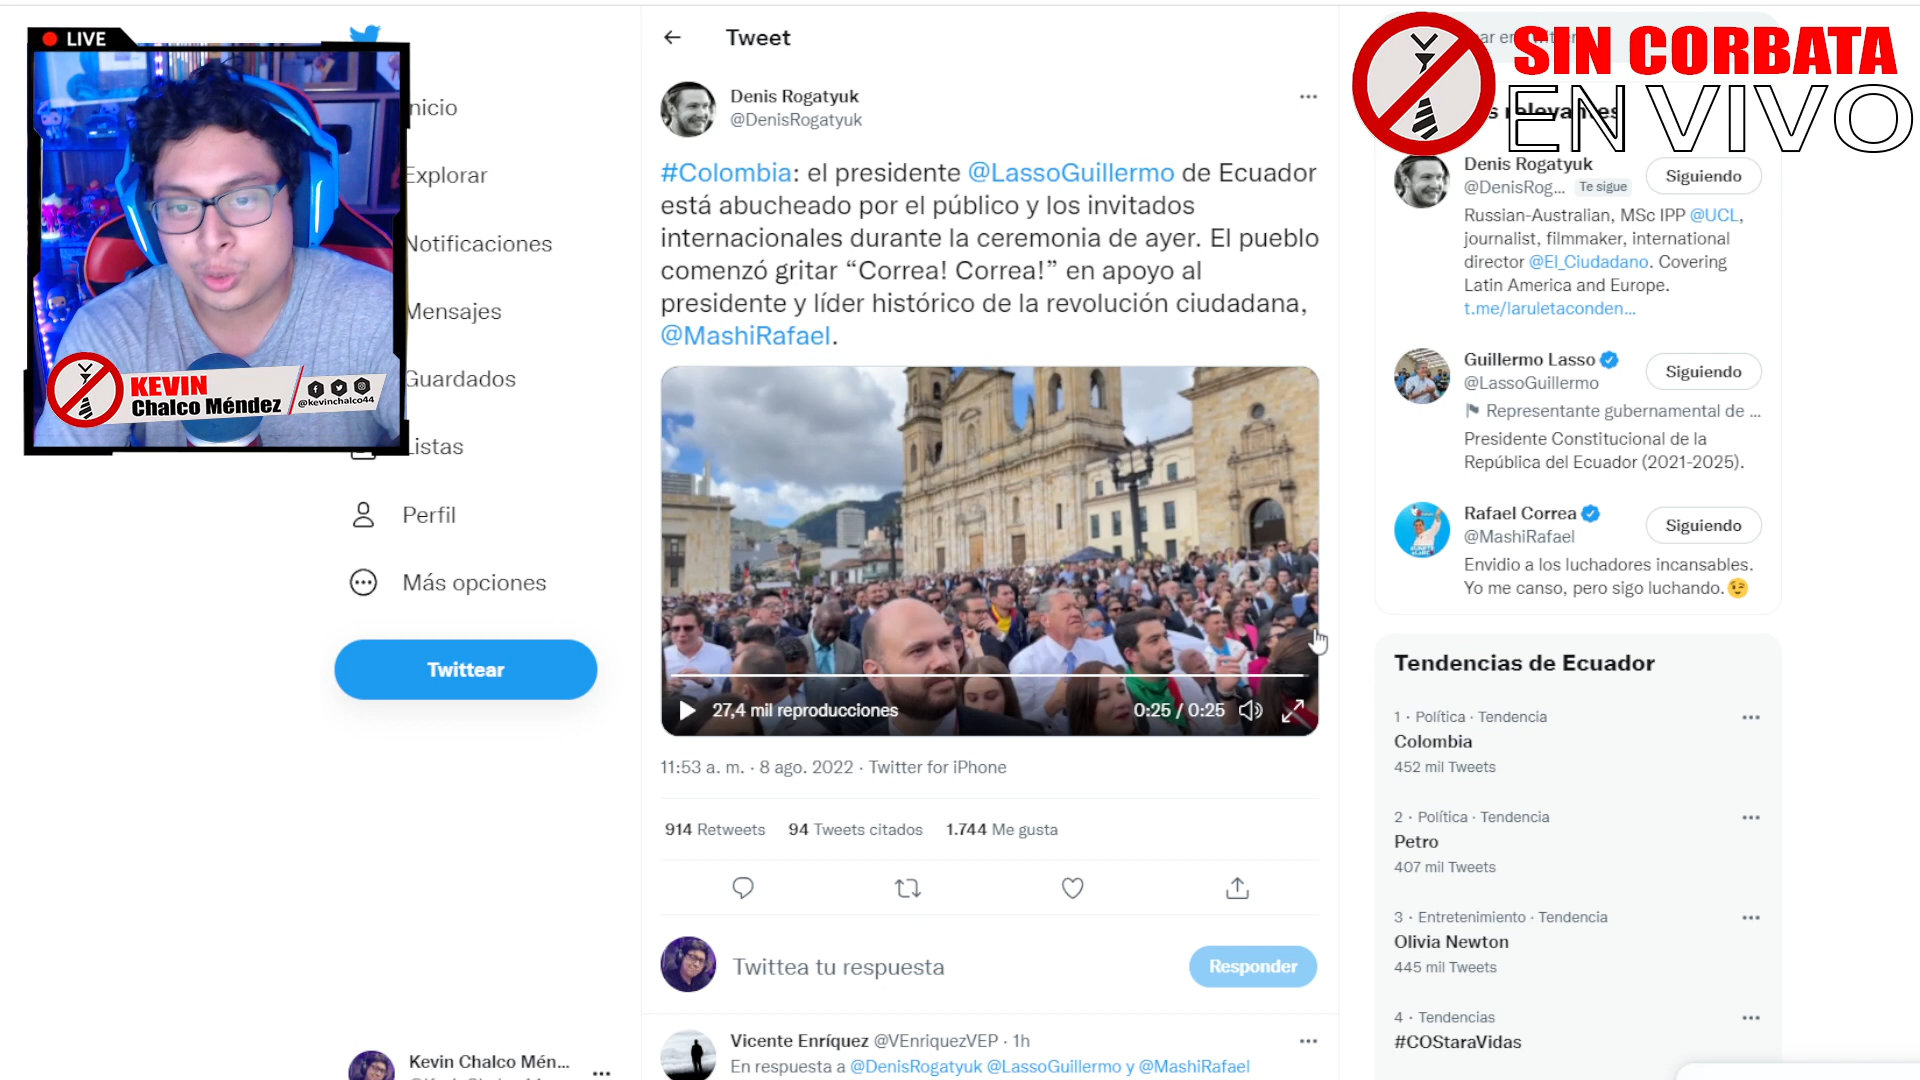 LIVE
KEVIN
Chalco Méndez
@kevinchalco44
nicio
Explorar
Notificaciones
Mensajes
Guardados
Listas
Perfil
Más opciones
Twittear
Kevin Chalco Mén...
Tweet
Denis Rogatyuk
@DenisRogatyuk
#Colombia: el presidente @LassoGuillermo de Ecuador
está abucheado por el público y los invitados
internacionales durante la ceremonia de ayer. El pueblo
comenzó gritar “Correa! Correa!” en apoyo al
presidente y líder histórico de la revolución ciudadana,
@MashiRafael.
27,4 mil reproducciones
0:25 / 0:25
11:53 a. m. · 8 ago. 2022 · Twitter for iPhone
914 Retweets 94 Tweets citados 1.744 Me gusta
Twittea tu respuesta
Responder
Vicente Enríquez @VEnriquezVEP · 1h
En respuesta a @DenisRogatyuk @LassoGuillermo y @MashiRafael
SIN CORBATA
EN VIVO
relevantes
Denis Rogatyuk
@DenisRog... Te sigue
Siguiendo
Russian-Australian, MSc IPP @UCL,
journalist, filmmaker, international
director @El_Ciudadano. Covering
Latin America and Europe.
t.me/laruletaconden...
Guillermo Lasso
@LassoGuillermo
Siguiendo
Representante gubernamental de ...
Presidente Constitucional de la
República del Ecuador (2021-2025).
Rafael Correa
@MashiRafael
Siguiendo
Envidio a los luchadores incansables.
Yo me canso, pero sigo luchando.😉
Tendencias de Ecuador
1 · Política · Tendencia
Colombia
452 mil Tweets
2 · Política · Tendencia
Petro
407 mil Tweets
3 · Entretenimiento · Tendencia
Olivia Newton
445 mil Tweets
4 · Tendencias
#COStaraVidas